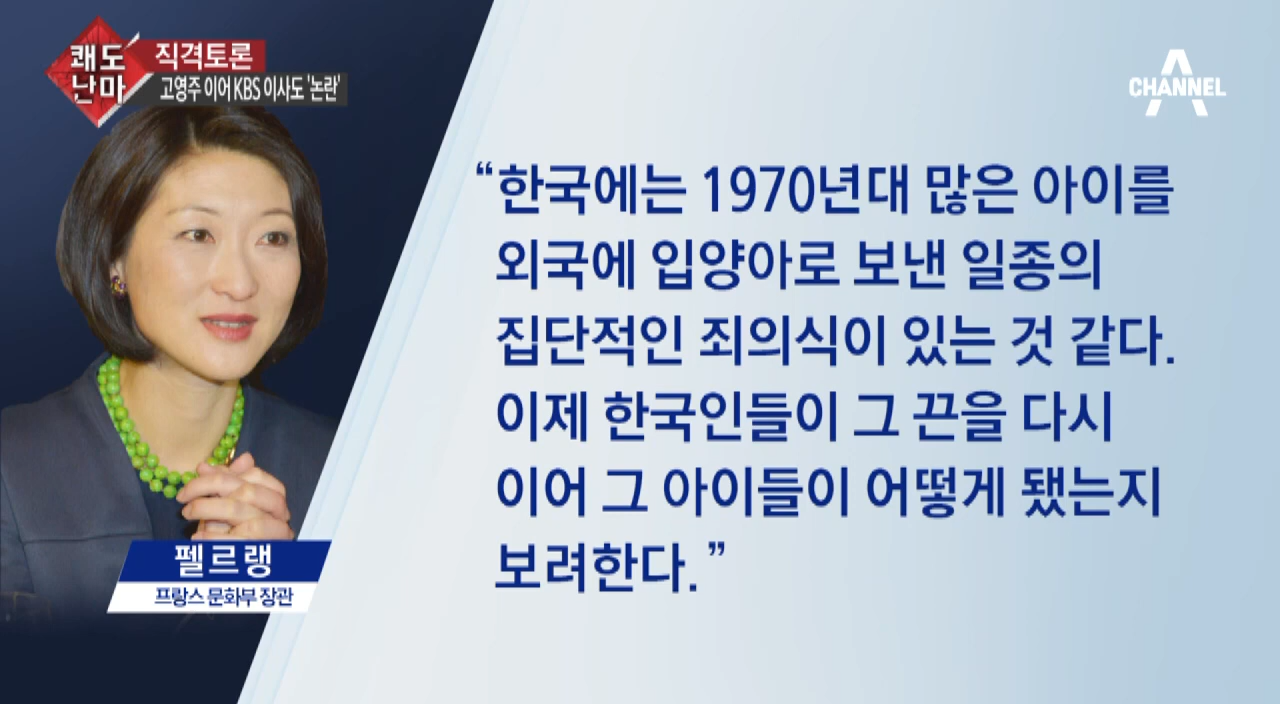 쾌도난마
직격토론
고영주 이어 KBS 이사도 '논란'
CHANNEL A
“한국에는 1970년대 많은 아이를
외국에 입양아로 보낸 일종의
집단적인 죄의식이 있는 것 같다.
이제 한국인들이 그 끈을 다시
이어 그 아이들이 어떻게 됐는지
보려한다.”
펠르랭
프랑스 문화부 장관